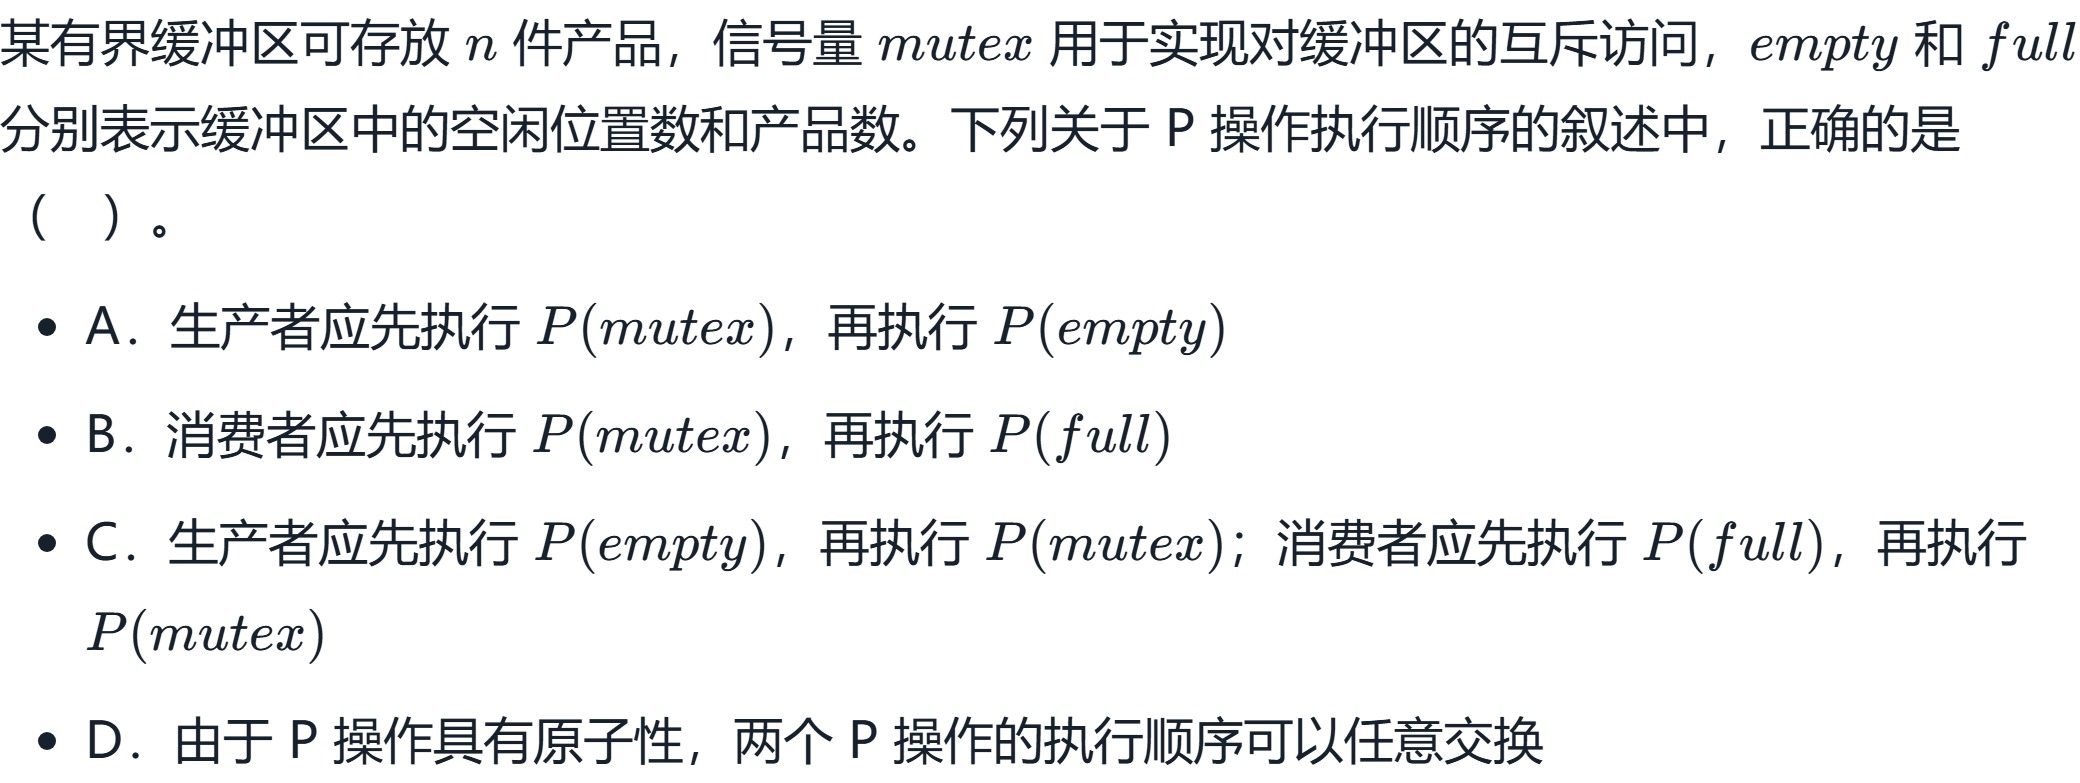 某有界缓冲区可存放 n 件产品，信号量 mutex 用于实现对缓冲区的互斥访问，empty 和 full
分别表示缓冲区中的空闲位置数和产品数。下列关于 P 操作执行顺序的叙述中，正确的是
（　）。
• A．生产者应先执行 P(mutex)，再执行 P(empty)
• B．消费者应先执行 P(mutex)，再执行 P(full)
• C．生产者应先执行 P(empty)，再执行 P(mutex)；消费者应先执行 P(full)，再执行
P(mutex)
• D．由于 P 操作具有原子性，两个 P 操作的执行顺序可以任意交换